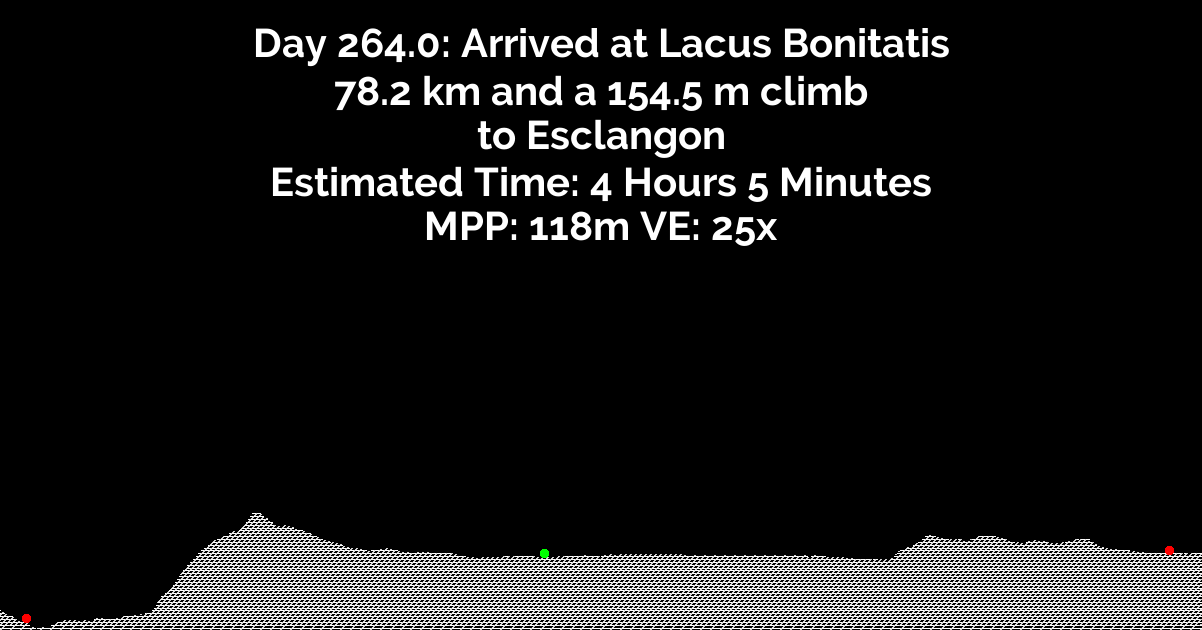 Day 264.0: Arrived at Lacus Bonitatis
78.2 km and a 154.5 m climb
to Esclangon
Estimated Time: 4 Hours 5 Minutes
MPP: 118m VE: 25x